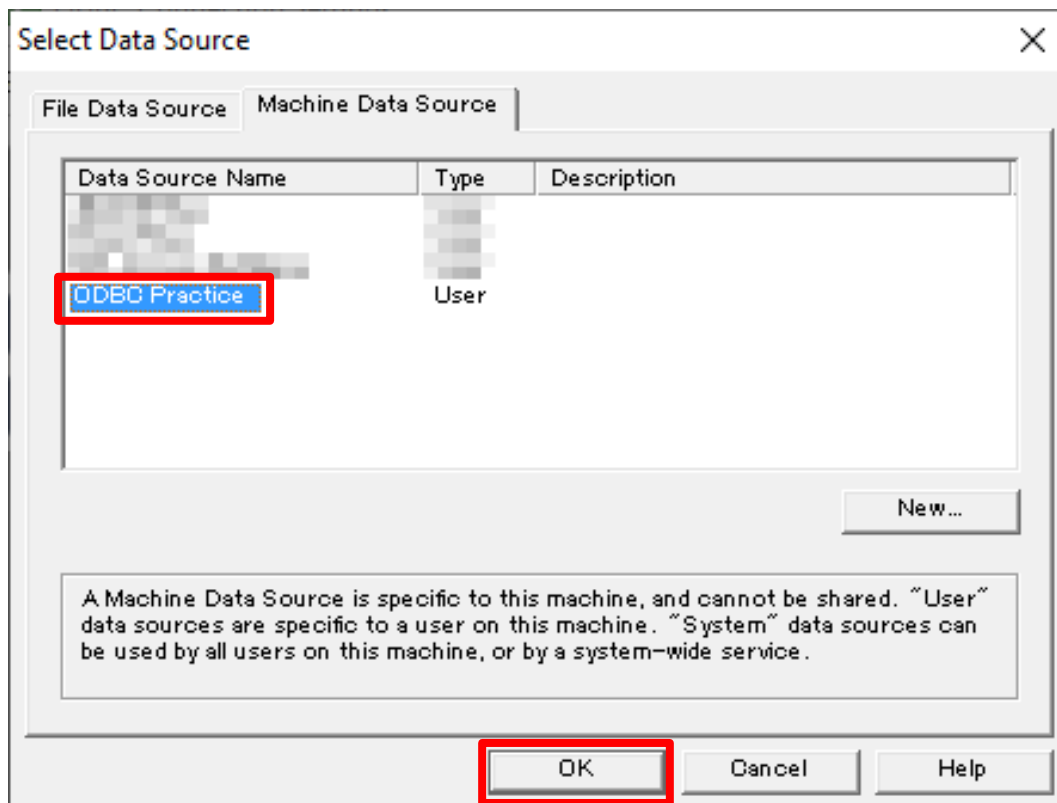 Select Data Source
File Data Source Machine Data Source
Data Source Name Type Description
ODBC Practice User
New...
A Machine Data Source is specific to this machine, and cannot be shared. "User"
data sources are specific to a user on this machine. "System" data sources can
be used by all users on this machine, or by a system-wide service.
OK Cancel Help